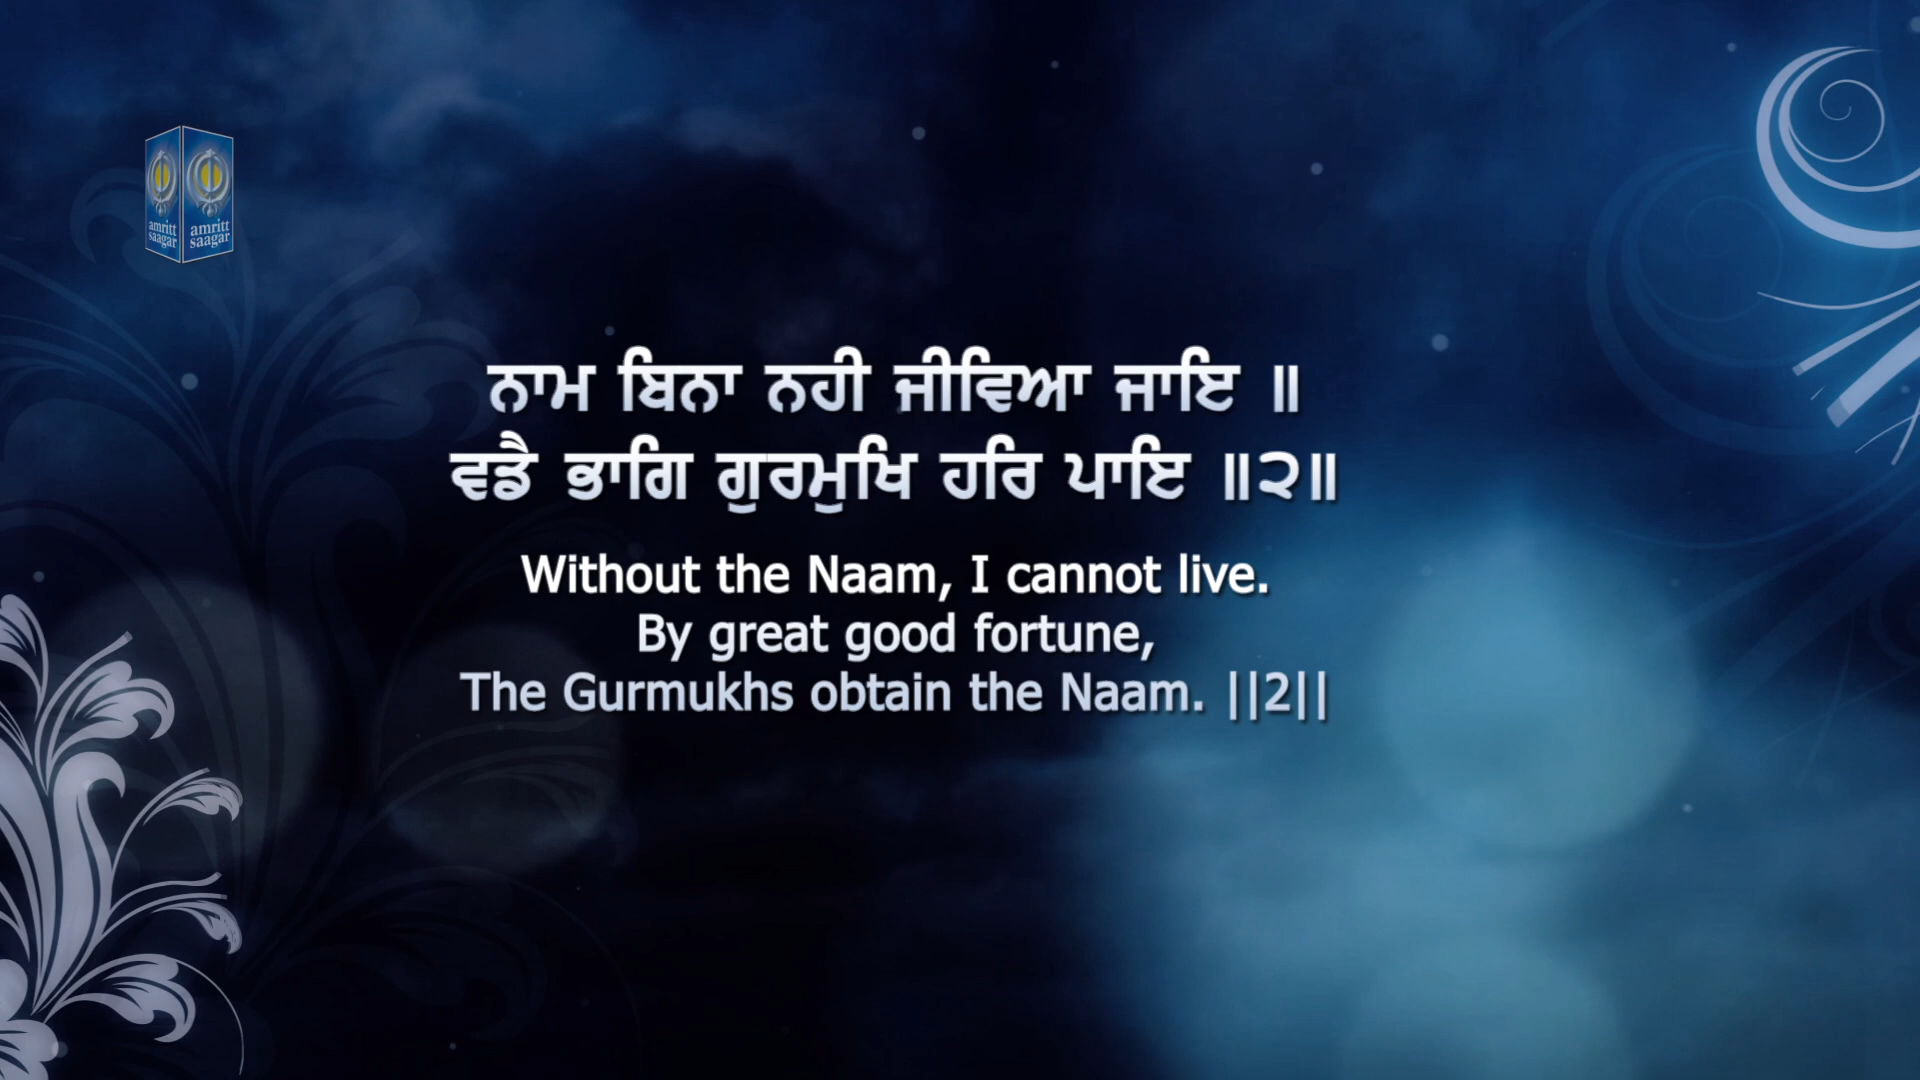 amritt
saagar
amritt
saagar
ਨਾਮ ਬਿਨਾ ਨਹੀ ਜੀਵਿਆ ਜਾਇ ॥
ਵਡੈ ਭਾਗਿ ਗੁਰਮੁਖਿ ਹਰਿ ਪਾਇ ॥੨॥
Without the Naam, I cannot live.
By great good fortune,
The Gurmukhs obtain the Naam. ||2||